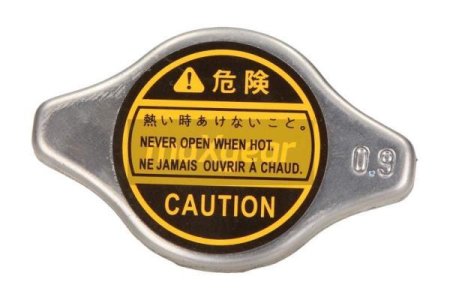 危険
熱い時あけないこと。
NEVER OPEN WHEN HOT,
NE JAMAIS OUVRIR À CHAUD.
CAUTION
0.9
maxgear